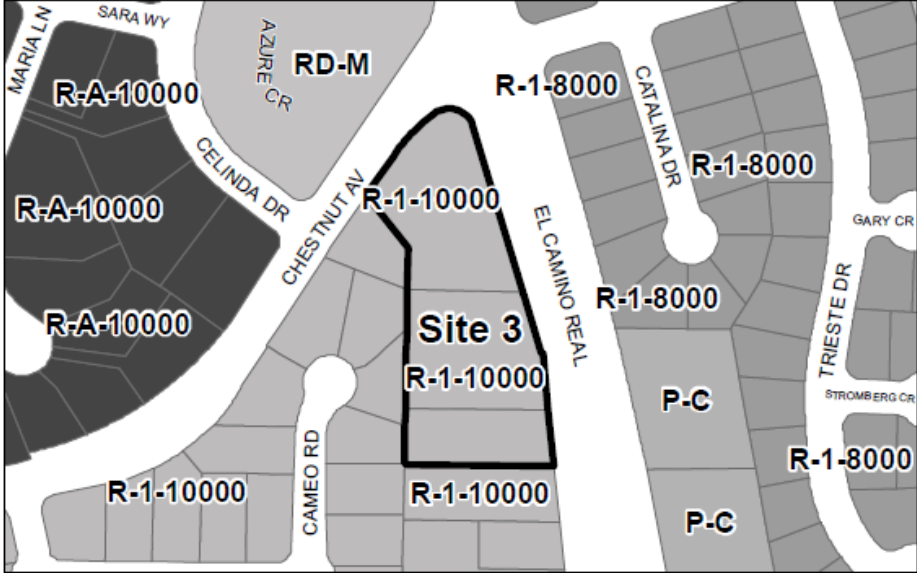 MARIA LN
SARA WY
AZURE CR
RD-M
R-A-10000
R-1-8000
CATALINA DR
R-1-8000
CELINDA DR
CHESTNUT AV
R-1-10000
R-A-10000
EL CAMINO REAL
GARY CR
R-1-8000
TRIESTE DR
R-A-10000
Site 3
R-1-10000
P-C
STROMBERG CR
CAMEO RD
R-1-8000
R-1-10000
R-1-10000
P-C